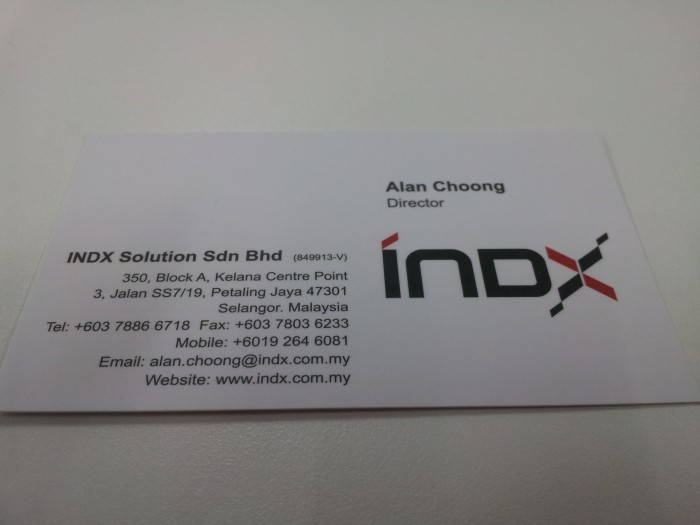 Alan Choong
Director
INDX
INDX Solution Sdn Bhd (849913-V)
350, Block A, Kelana Centre Point
3, Jalan SS7/19, Petaling Jaya 47301
Selangor. Malaysia
Tel: +603 7886 6718 Fax: +603 7803 6233
Mobile: +6019 264 6081
Email: alan.choong@indx.com.my
Website: www.indx.com.my